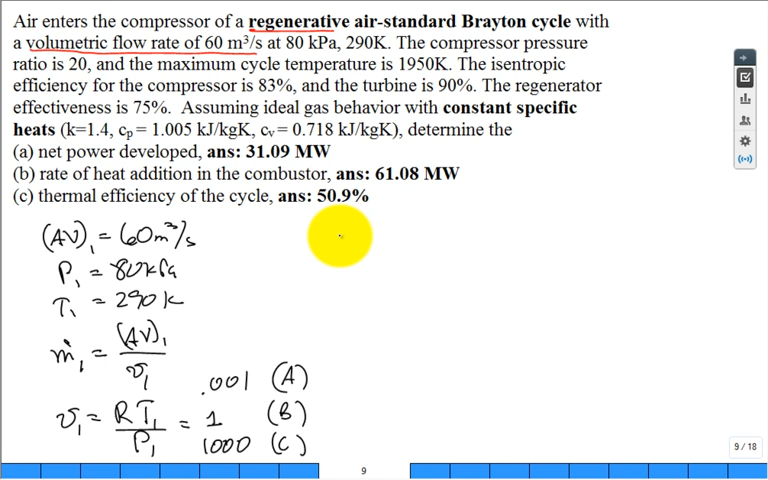 Air enters the compressor of a regenerative air-standard Brayton cycle with
a volumetric flow rate of 60 m³/s at 80 kPa, 290K. The compressor pressure
ratio is 20, and the maximum cycle temperature is 1950K. The isentropic
efficiency for the compressor is 83%, and the turbine is 90%. The regenerator
effectiveness is 75%. Assuming ideal gas behavior with constant specific
heats (k=1.4, cₚ= 1.005 kJ/kgK, cᵥ= 0.718 kJ/kgK), determine the
(a) net power developed, ans: 31.09 MW
(b) rate of heat addition in the combustor, ans: 61.08 MW
(c) thermal efficiency of the cycle, ans: 50.9%
(AV)₁ = 60m³/s
P₁ = 80kPa
T₁ = 290K
ṁ₁ = (AV)₁ / v₁
.001 (A)
v₁ = RT₁ / P₁ = 1 (B)
1000 (C)
9 / 18
9